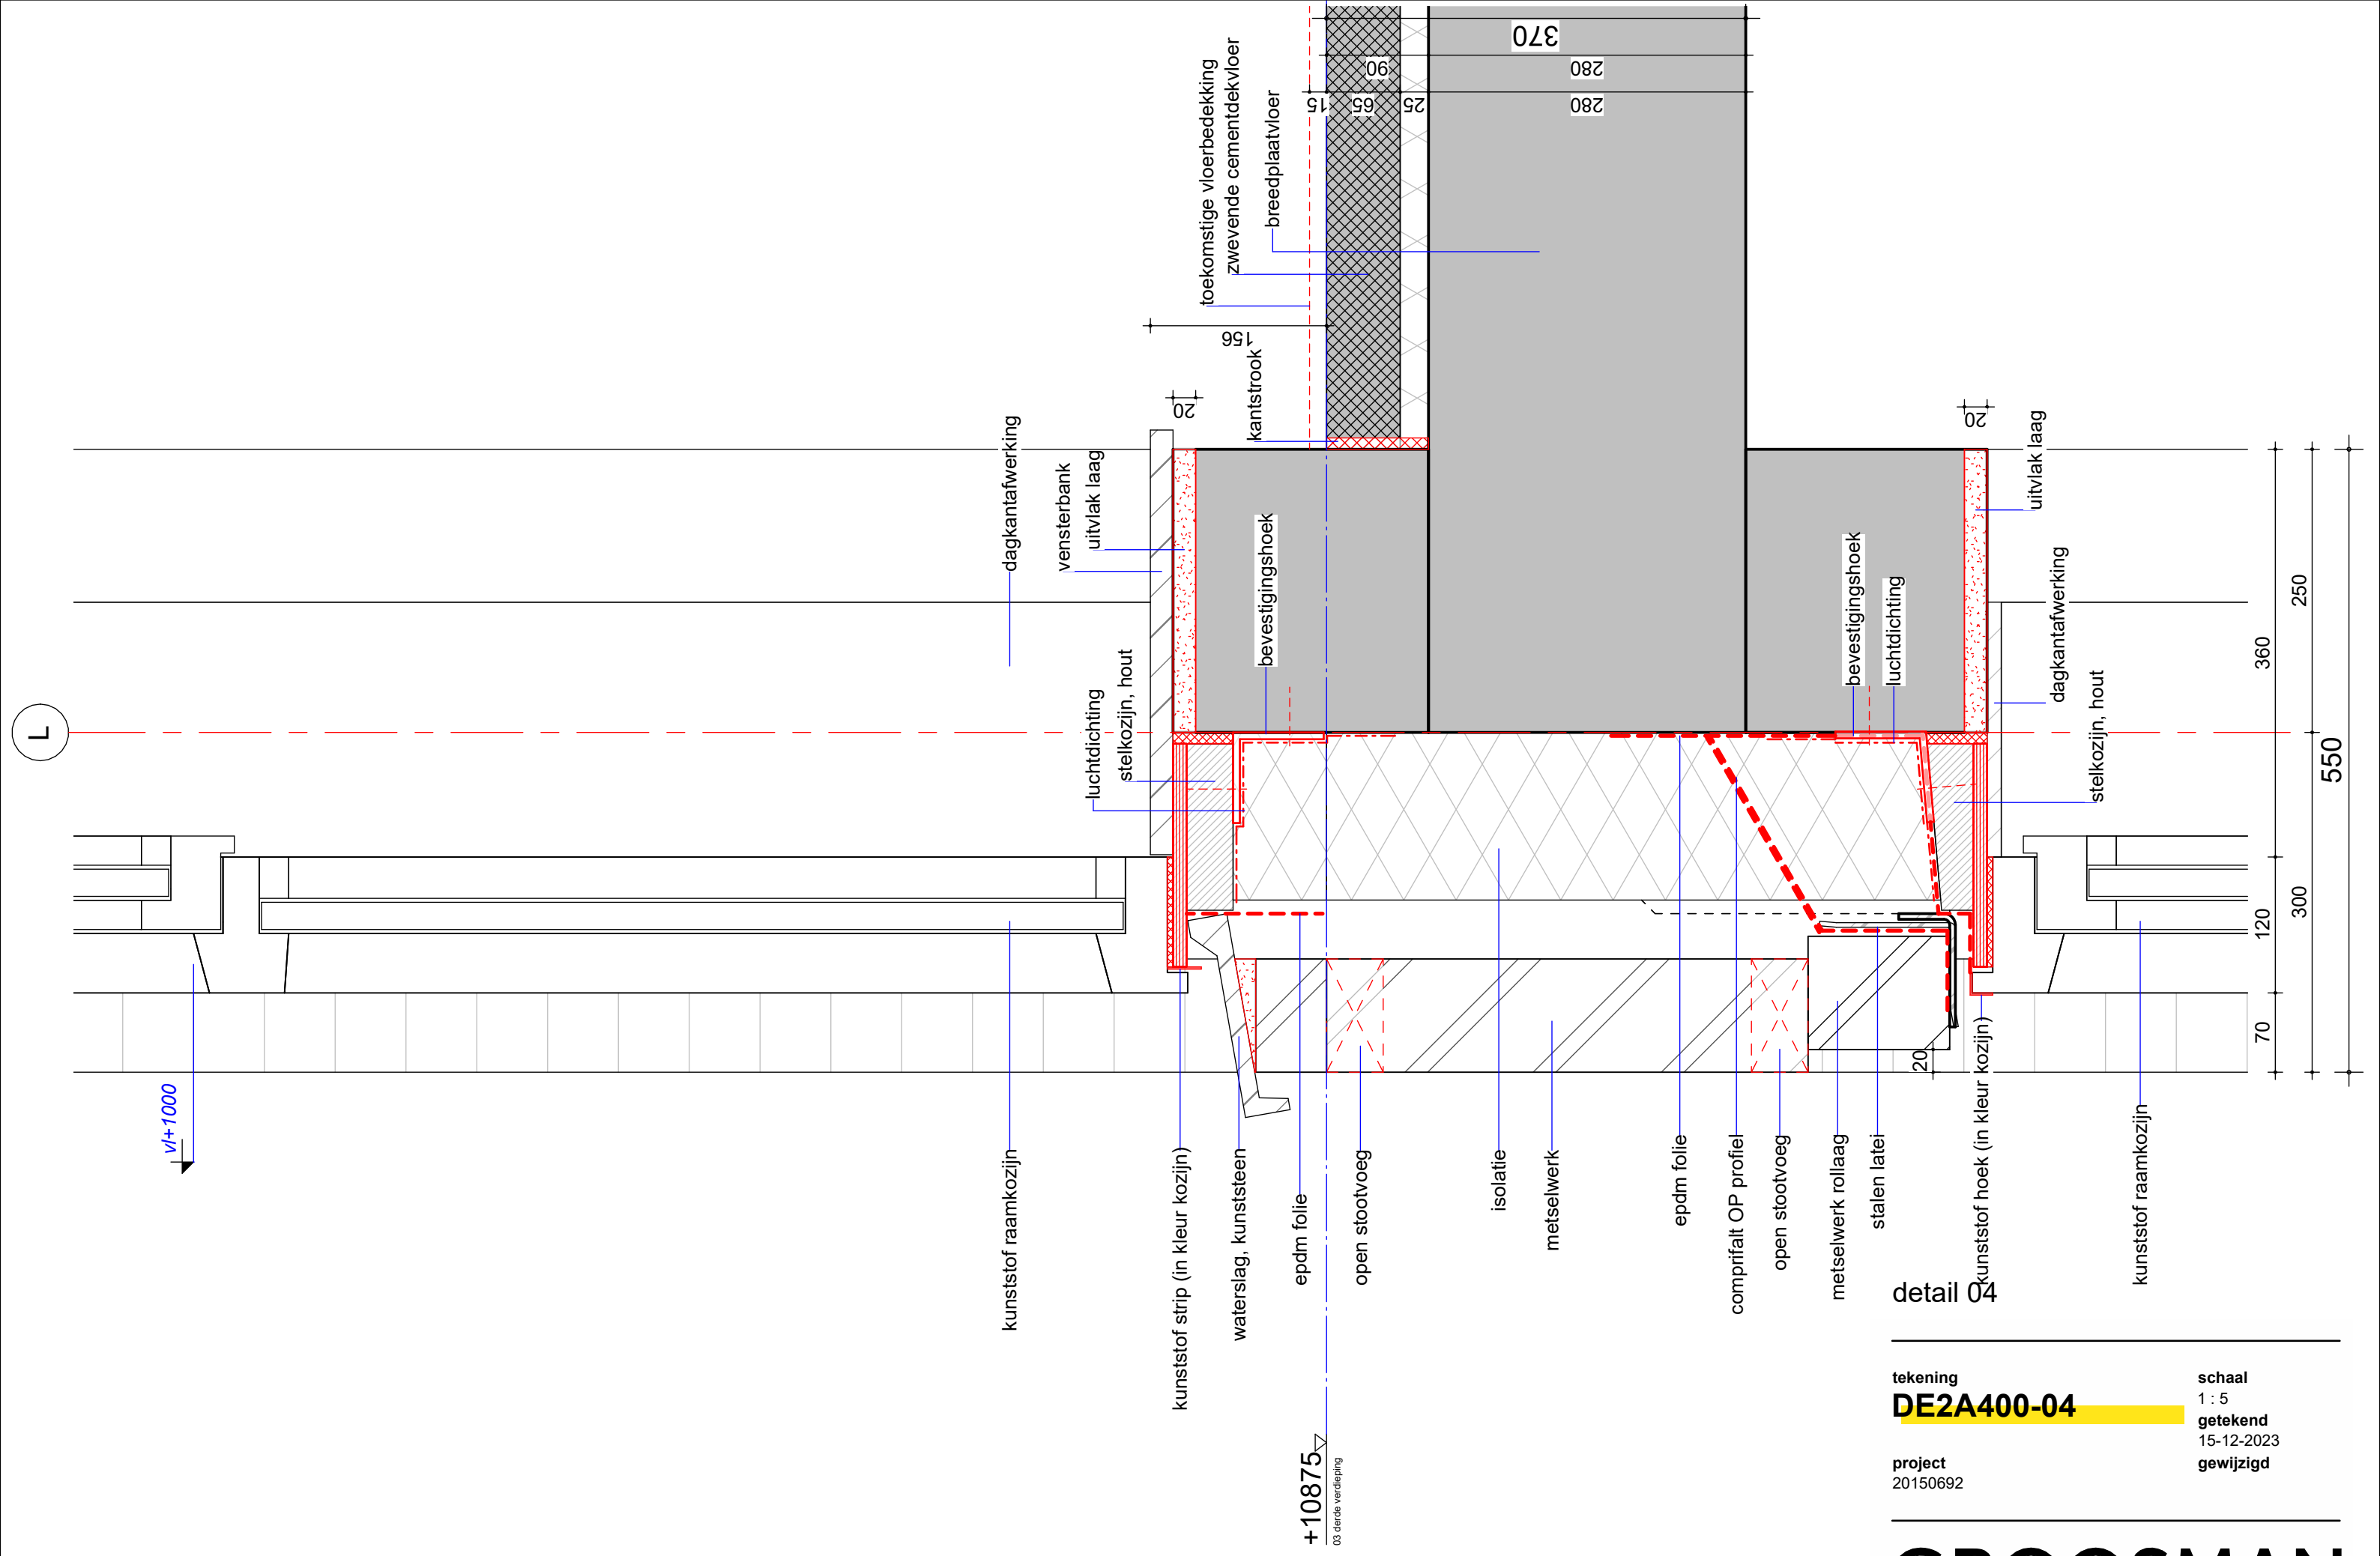 L
370
90
280
15
65
25
280
toekomstige vloerbedekking
zwevende cementdekvloer
breedplaatvloer
156
20
kantstrook
20
dagkantafwerking
vensterbank
uitvlak laag
bevestigingshoek
luchtdichting
stelkozijn, hout
bevestigingshoek
luchtdichting
uitvlak laag
dagkantafwerking
stelkozijn, hout
360
120
70
250
300
550
20
vl+1000
kunststof raamkozijn
kunststof strip (in kleur kozijn)
waterslag, kunststeen
epdm folie
open stootvoeg
isolatie
metselwerk
epdm folie
comprifalt OP profiel
open stootvoeg
metselwerk rollaag
stalen latei
kunststof hoek (in kleur kozijn)
kunststof raamkozijn
+10875
03 derde verdieping
detail 04
tekening
DE2A400-04
schaal
1 : 5
getekend
15-12-2023
project
20150692
gewijzigd
GROOSMAN